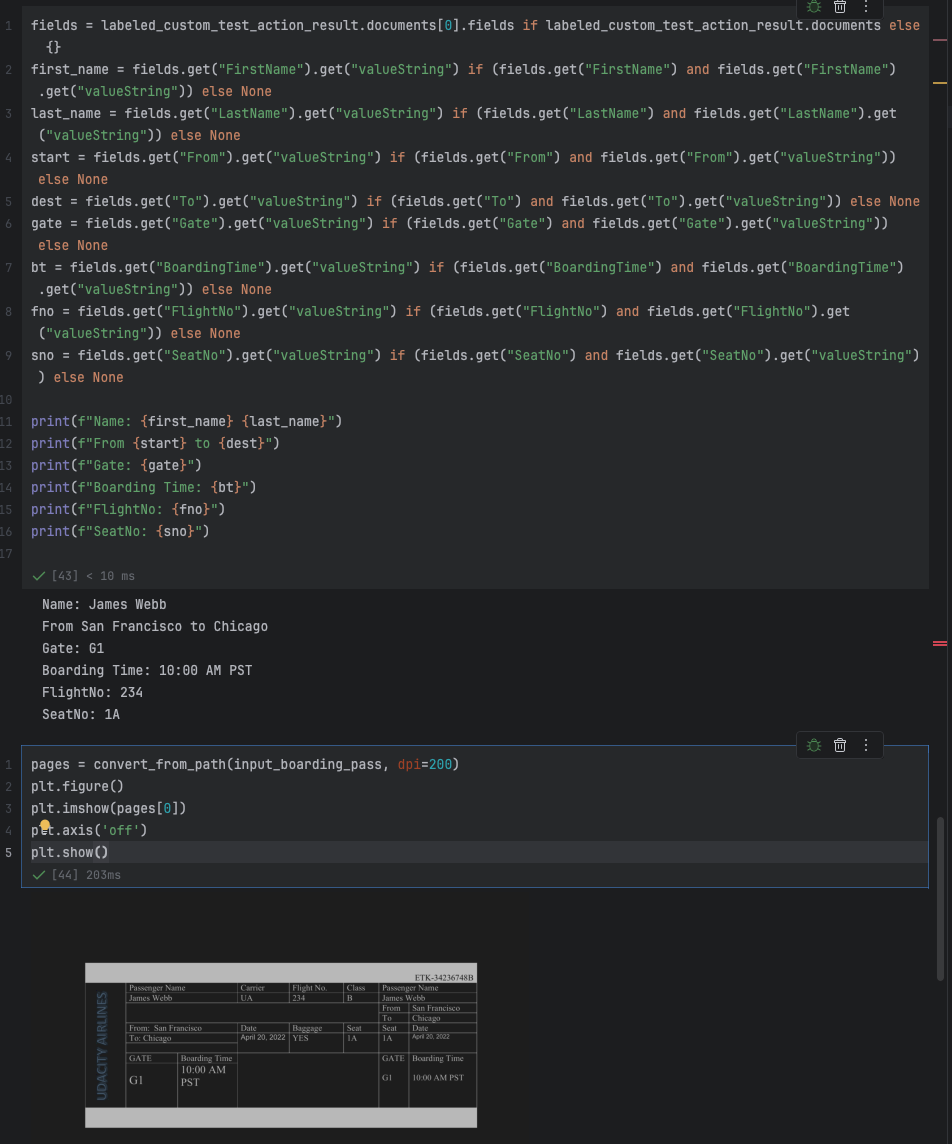 1 fields = labeled_custom_test_action_result.documents[0].fields if labeled_custom_test_action_result.documents else
{}
2 first_name = fields.get("FirstName").get("valueString") if (fields.get("FirstName") and fields.get("FirstName")
.get("valueString")) else None
3 last_name = fields.get("LastName").get("valueString") if (fields.get("LastName") and fields.get("LastName").get
("valueString")) else None
4 start = fields.get("From").get("valueString") if (fields.get("From") and fields.get("From").get("valueString"))
else None
5 dest = fields.get("To").get("valueString") if (fields.get("To") and fields.get("To").get("valueString")) else None
6 gate = fields.get("Gate").get("valueString") if (fields.get("Gate") and fields.get("Gate").get("valueString"))
else None
7 bt = fields.get("BoardingTime").get("valueString") if (fields.get("BoardingTime") and fields.get("BoardingTime")
.get("valueString")) else None
8 fno = fields.get("FlightNo").get("valueString") if (fields.get("FlightNo") and fields.get("FlightNo").get
("valueString")) else None
9 sno = fields.get("SeatNo").get("valueString") if (fields.get("SeatNo") and fields.get("SeatNo").get("valueString")
) else None
10
11 print(f"Name: {first_name} {last_name}")
12 print(f"From {start} to {dest}")
13 print(f"Gate: {gate}")
14 print(f"Boarding Time: {bt}")
15 print(f"FlightNo: {fno}")
16 print(f"SeatNo: {sno}")
17
[43] < 10 ms
Name: James Webb
From San Francisco to Chicago
Gate: G1
Boarding Time: 10:00 AM PST
FlightNo: 234
SeatNo: 1A
1 pages = convert_from_path(input_boarding_pass, dpi=200)
2 plt.figure()
3 plt.imshow(pages[0])
4 plt.axis('off')
5 plt.show()
[44] 203ms
ETK-34236748B
UDACITY AIRLINES
Passenger Name Carrier Flight No. Class Passenger Name
James Webb UA 234 B James Webb
From San Francisco
To Chicago
From: San Francisco Date Baggage Seat Seat Date
To: Chicago April 20, 2022 YES 1A 1A April 20, 2022
GATE Boarding Time GATE Boarding Time
G1 10:00 AM G1 10:00 AM PST
PST